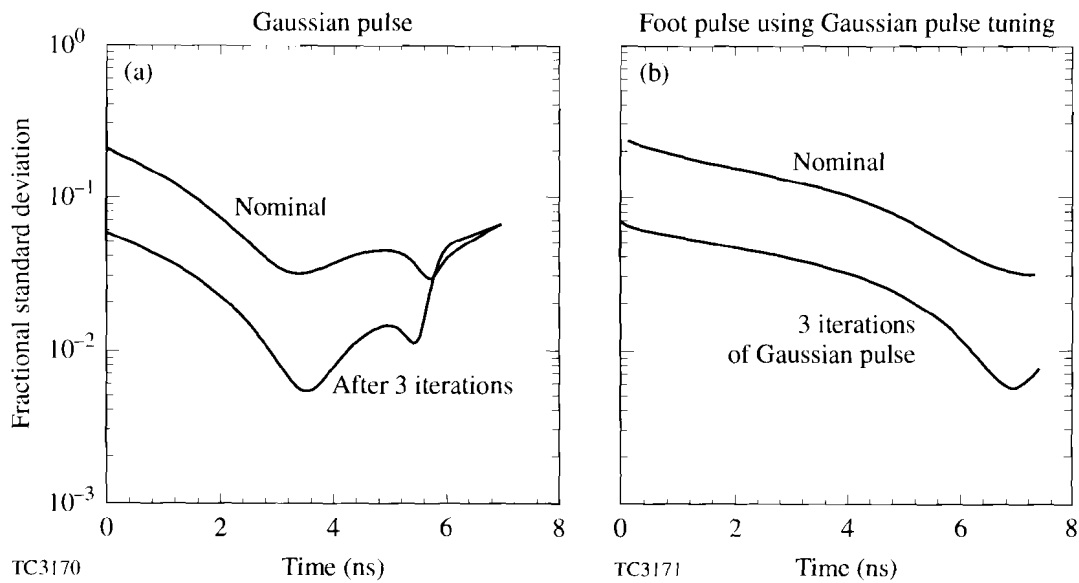 Gaussian pulse
Foot pulse using Gaussian pulse tuning
Fractional standard deviation
10^0
10^-1
10^-2
10^-3
(a)
Nominal
After 3 iterations
0 2 4 6 8
Time (ns)
TC3170
(b)
Nominal
3 iterations
of Gaussian pulse
0 2 4 6 8
Time (ns)
TC3171